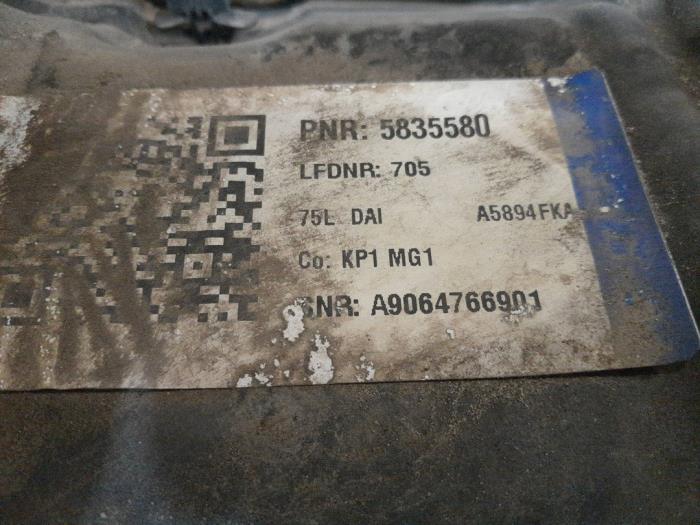 PNR: 5835580
LFDNR: 705
75L DAI A5894FKA
Co: KP1 MG1
SNR: A9064766901